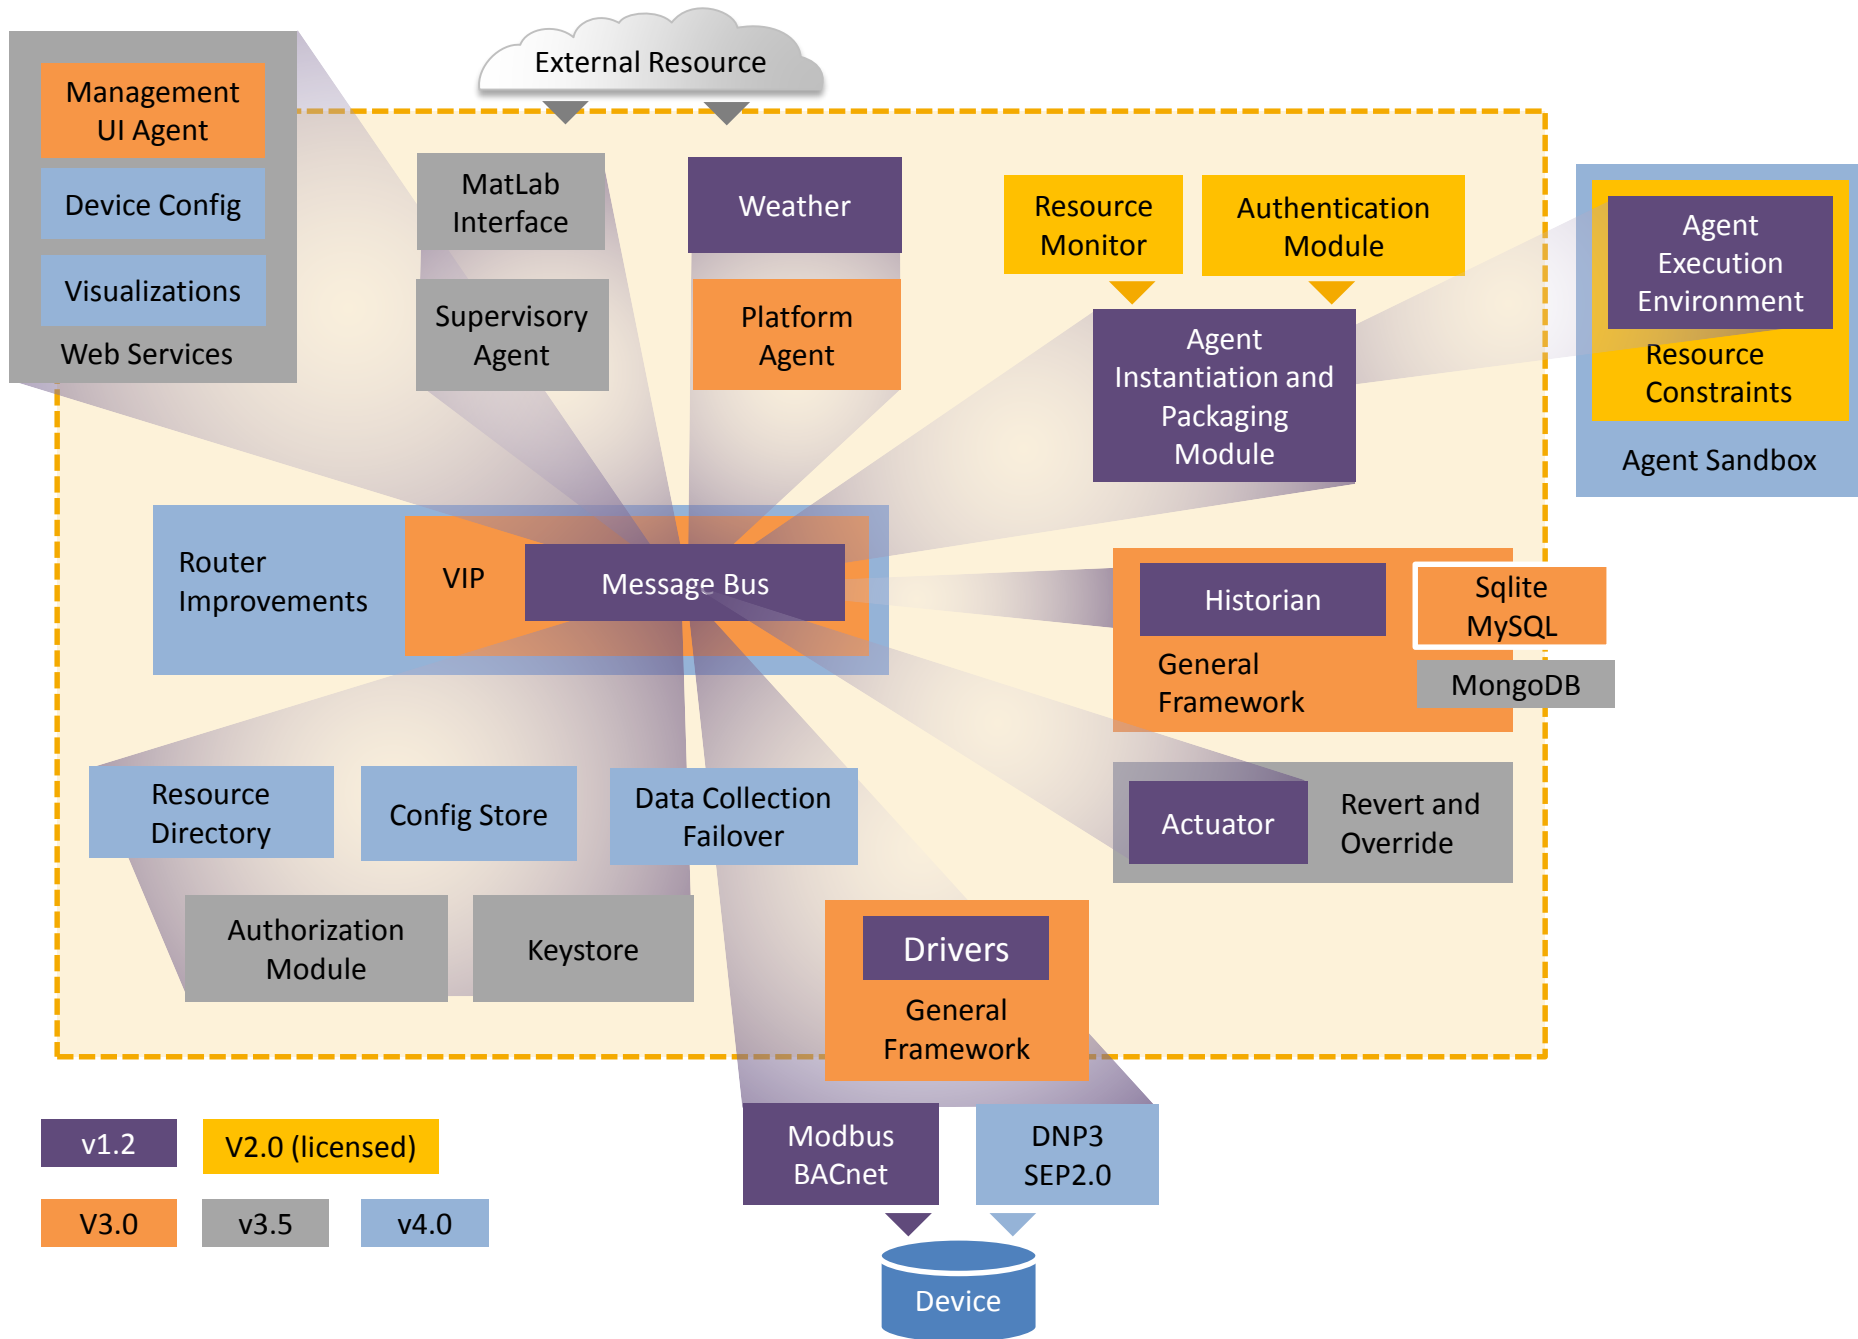 External Resource
Management
UI Agent
Device Config
Visualizations
Web Services
MatLab
Interface
Supervisory
Agent
Weather
Platform
Agent
Resource
Monitor
Authentication
Module
Agent
Instantiation and
Packaging
Module
Agent
Execution
Environment
Resource
Constraints
Agent Sandbox
Router
Improvements
VIP
Message Bus
Historian
General
Framework
Sqlite
MySQL
MongoDB
Resource
Directory
Config Store
Data Collection
Failover
Actuator
Revert and
Override
Authorization
Module
Keystore
Drivers
General
Framework
Modbus
BACnet
DNP3
SEP2.0
Device
v1.2
V2.0 (licensed)
V3.0
v3.5
v4.0